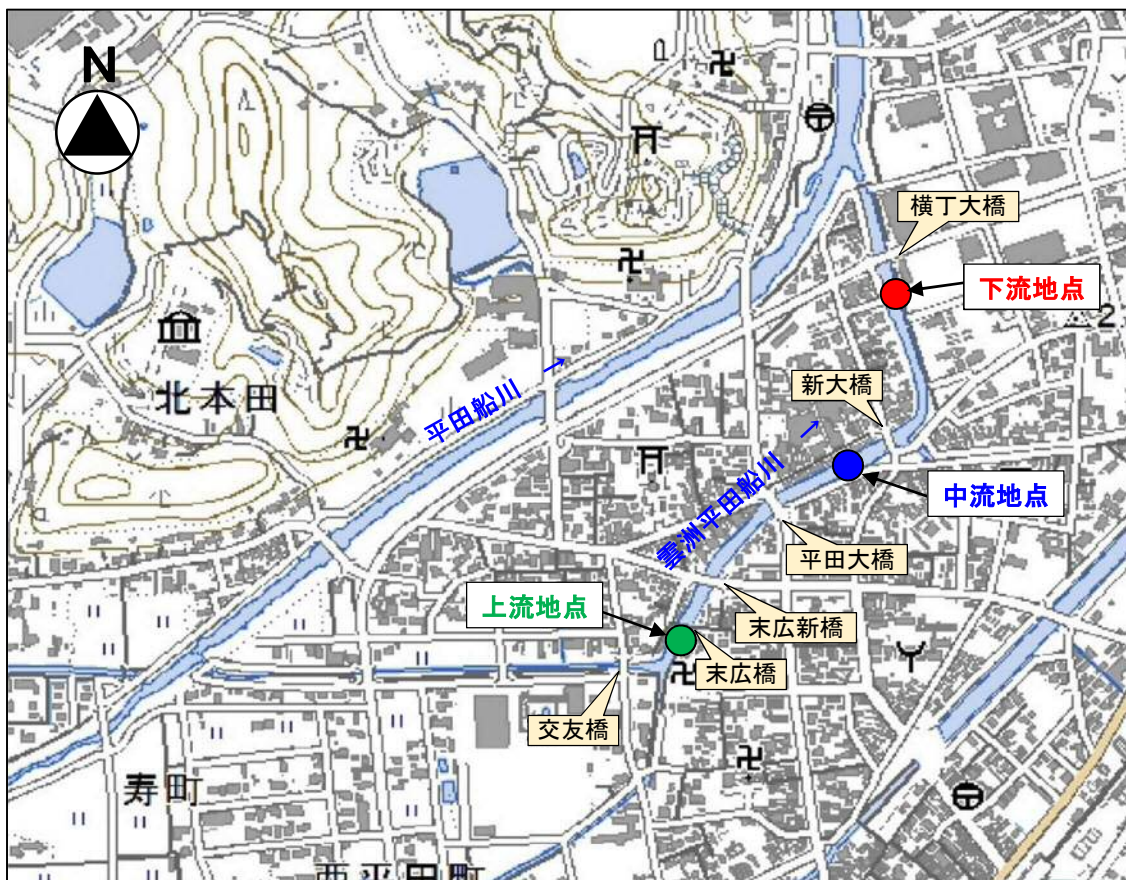 N
横丁大橋
下流地点
2
新大橋
平田船川 →
北本田
雲洲平田船川 →
中流地点
平田大橋
上流地点
末広新橋
末広橋
交友橋
寿町
西平田町